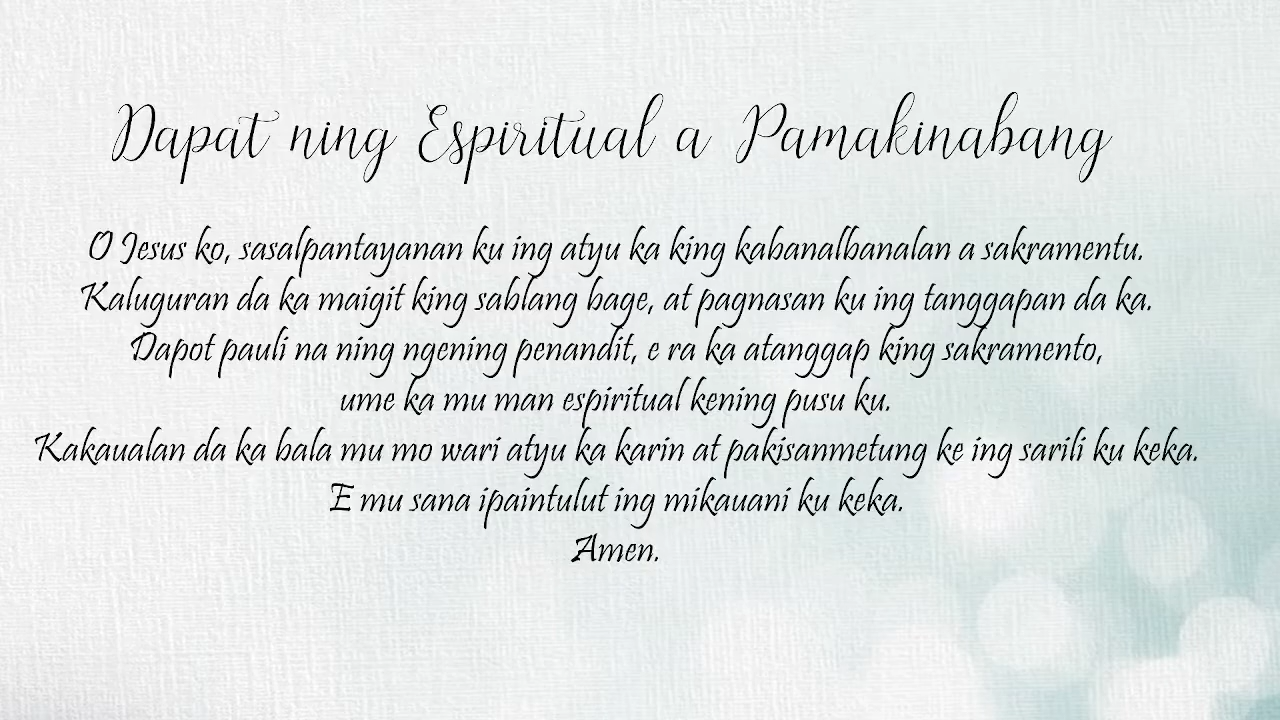 Dapat ning Espiritual a Pamakinabang
O Jesus ko, sasalpantayanan ku ing atyu ka king kabanalbanalan a sakramentu.
Kaluguran da ka maigit king sablang bage, at pagnasan ku ing tanggapan da ka.
Dapot pauli na ning ngening penandit, e ra ka atanggap king sakramento,
ume ka mu man espiritual kening pusu ku.
Kakaualan da ka bala mu mo wari atyu ka karin at pakisanmetung ke ing sarili ku keka.
E mu sana ipaintulut ing mikauani ku keka.
Amen.